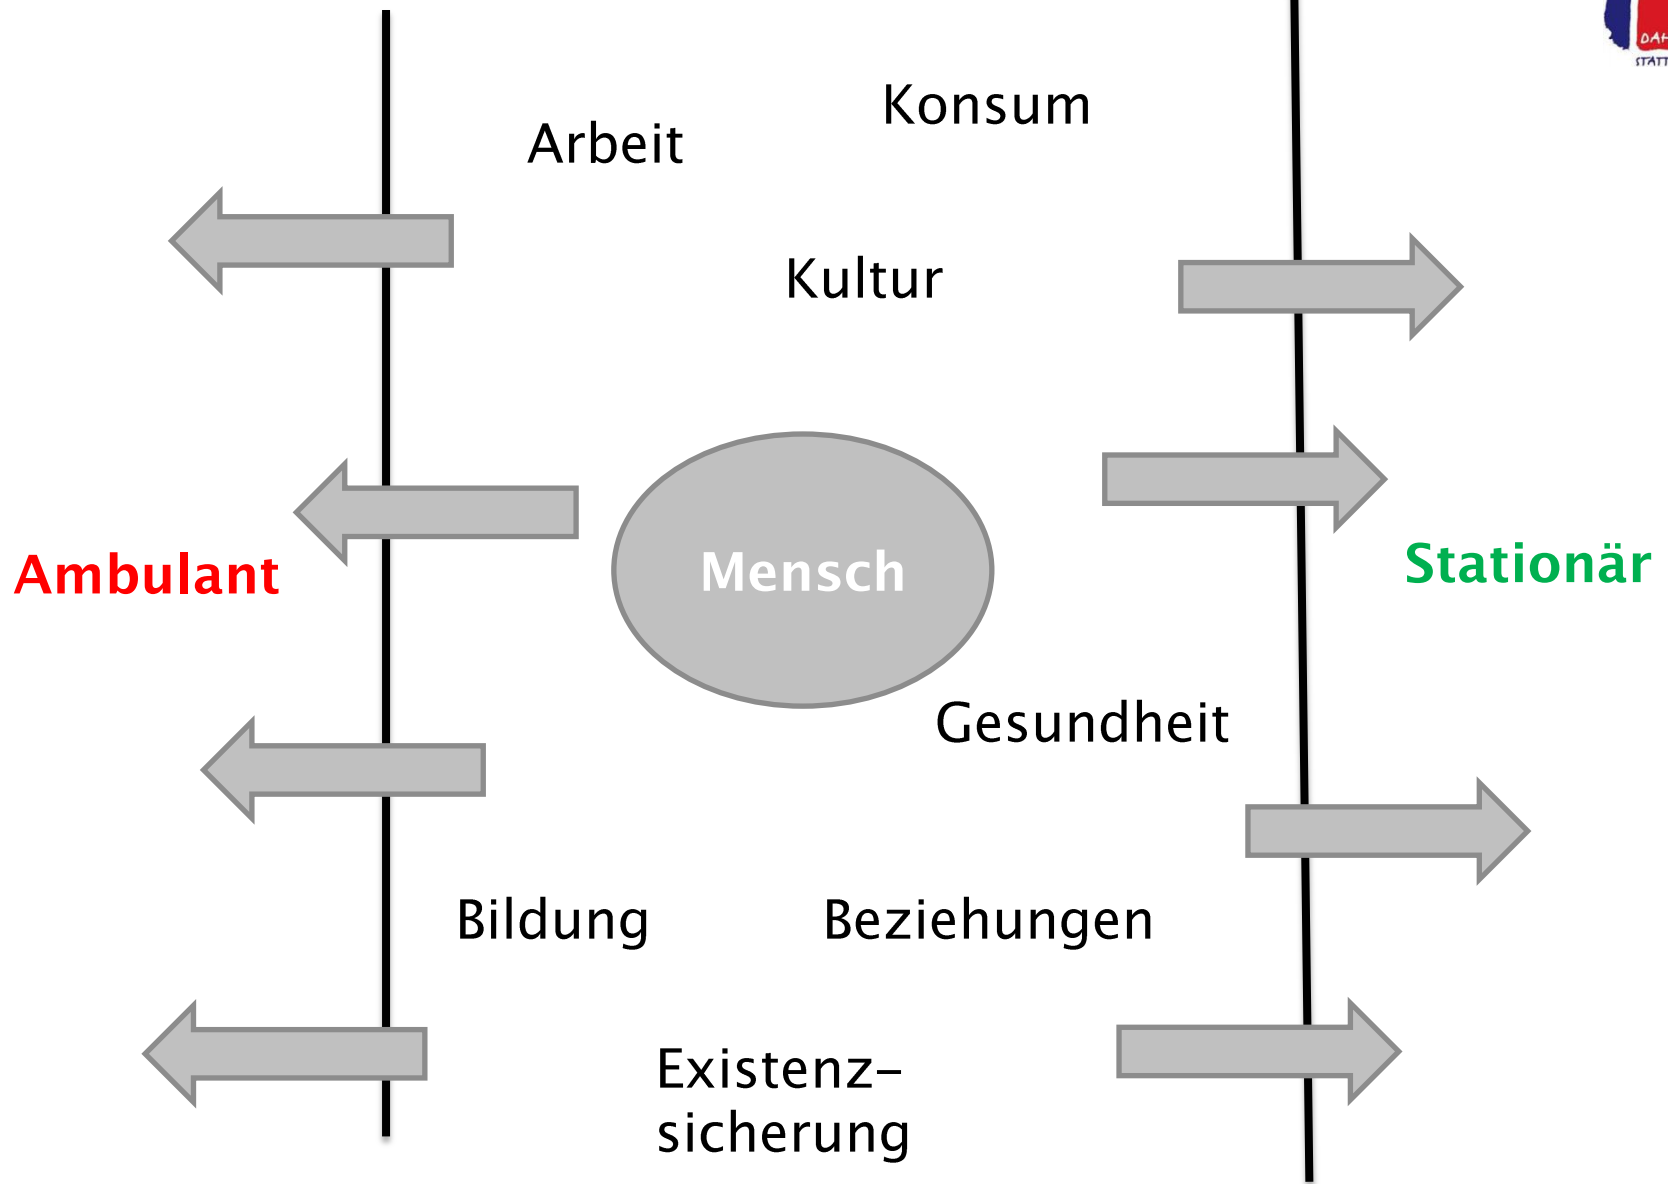 Konsum
Arbeit
Kultur
Mensch
Ambulant
Stationär
Gesundheit
Bildung
Beziehungen
Existenz-
sicherung